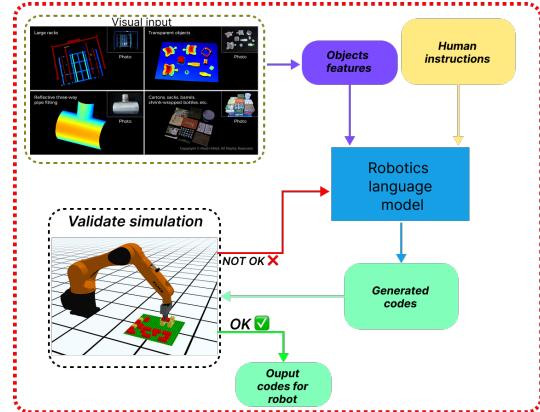 Visual input
Large racks
Photo
Transparent objects
Photo
Reflective three-way
pipe fitting
Photo
Cartons, sacks, barrels,
shrink-wrapped bottles, etc.
Photo
Objects
features
Human
instructions
Robotics
language
model
Validate simulation
NOT OK ❌
Generated
codes
OK ✅
Ouput
codes for
robot